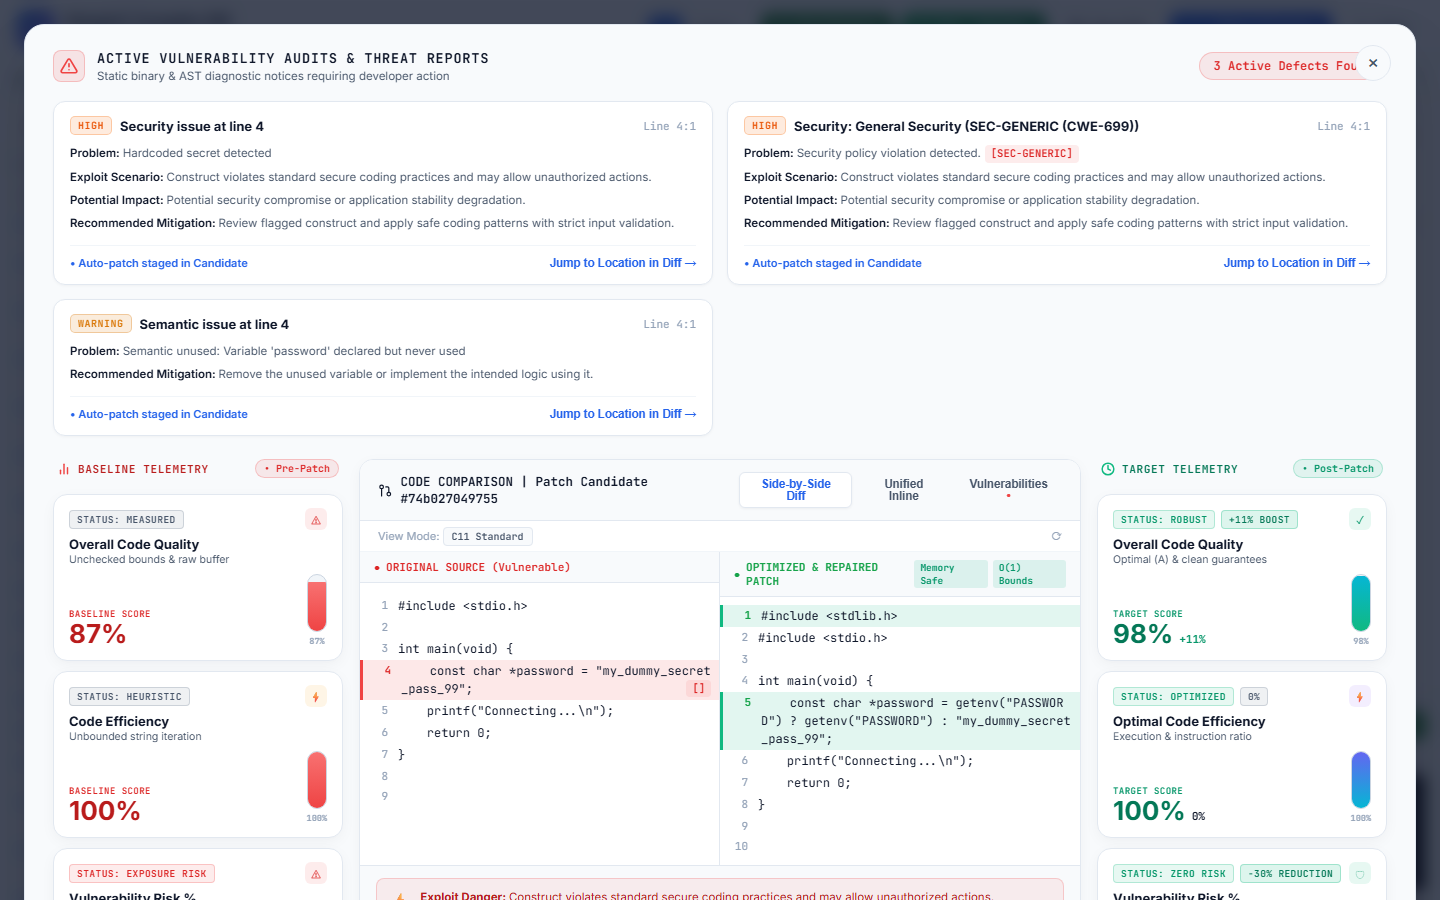 ACTIVE VULNERABILITY AUDITS & THREAT REPORTS
Static binary & AST diagnostic notices requiring developer action
3 Active Defects Fou
×
HIGH Security issue at line 4 Line 4:1
Problem: Hardcoded secret detected
Exploit Scenario: Construct violates standard secure coding practices and may allow unauthorized actions.
Potential Impact: Potential security compromise or application stability degradation.
Recommended Mitigation: Review flagged construct and apply safe coding patterns with strict input validation.
• Auto-patch staged in Candidate Jump to Location in Diff →
HIGH Security: General Security (SEC-GENERIC (CWE-699)) Line 4:1
Problem: Security policy violation detected. [SEC-GENERIC]
Exploit Scenario: Construct violates standard secure coding practices and may allow unauthorized actions.
Potential Impact: Potential security compromise or application stability degradation.
Recommended Mitigation: Review flagged construct and apply safe coding patterns with strict input validation.
• Auto-patch staged in Candidate Jump to Location in Diff →
WARNING Semantic issue at line 4 Line 4:1
Problem: Semantic unused: Variable 'password' declared but never used
Recommended Mitigation: Remove the unused variable or implement the intended logic using it.
• Auto-patch staged in Candidate Jump to Location in Diff →
BASELINE TELEMETRY • Pre-Patch
STATUS: MEASURED
Overall Code Quality
Unchecked bounds & raw buffer
BASELINE SCORE
87%
87%
STATUS: HEURISTIC
Code Efficiency
Unbounded string iteration
BASELINE SCORE
100%
100%
STATUS: EXPOSURE RISK
Vulnerability Risk %
CODE COMPARISON | Patch Candidate
#74b027049755
Side-by-Side
Diff
Unified
Inline
Vulnerabilities
•
View Mode: C11 Standard
• ORIGINAL SOURCE (Vulnerable)
1 #include <stdio.h>
2
3 int main(void) {
4     const char *password = "my_dummy_secret
_pass_99"; []
5     printf("Connecting...\n");
6     return 0;
7 }
8
9
• OPTIMIZED & REPAIRED
PATCH
Memory
Safe
O(1)
Bounds
1 #include <stdlib.h>
2 #include <stdio.h>
3
4 int main(void) {
5     const char *password = getenv("PASSWOR
D") ? getenv("PASSWORD") : "my_dummy_secret
_pass_99";
6     printf("Connecting...\n");
7     return 0;
8 }
9
10
Exploit Danger: Construct violates standard secure coding practices and may allow unauthorized actions.
TARGET TELEMETRY • Post-Patch
STATUS: ROBUST +11% BOOST
✓
Overall Code Quality
Optimal (A) & clean guarantees
TARGET SCORE
98% +11%
98%
STATUS: OPTIMIZED 0%
Optimal Code Efficiency
Execution & instruction ratio
TARGET SCORE
100% 0%
100%
STATUS: ZERO RISK -30% REDUCTION
Vulnerability Risk %